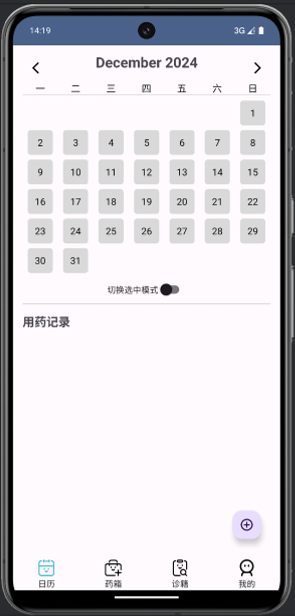 14:19 3G
December 2024
一 二 三 四 五 六 日
1
2 3 4 5 6 7 8
9 10 11 12 13 14 15
16 17 18 19 20 21 22
23 24 25 26 27 28 29
30 31
切换选中模式
用药记录
日历 药箱 诊籍 我的